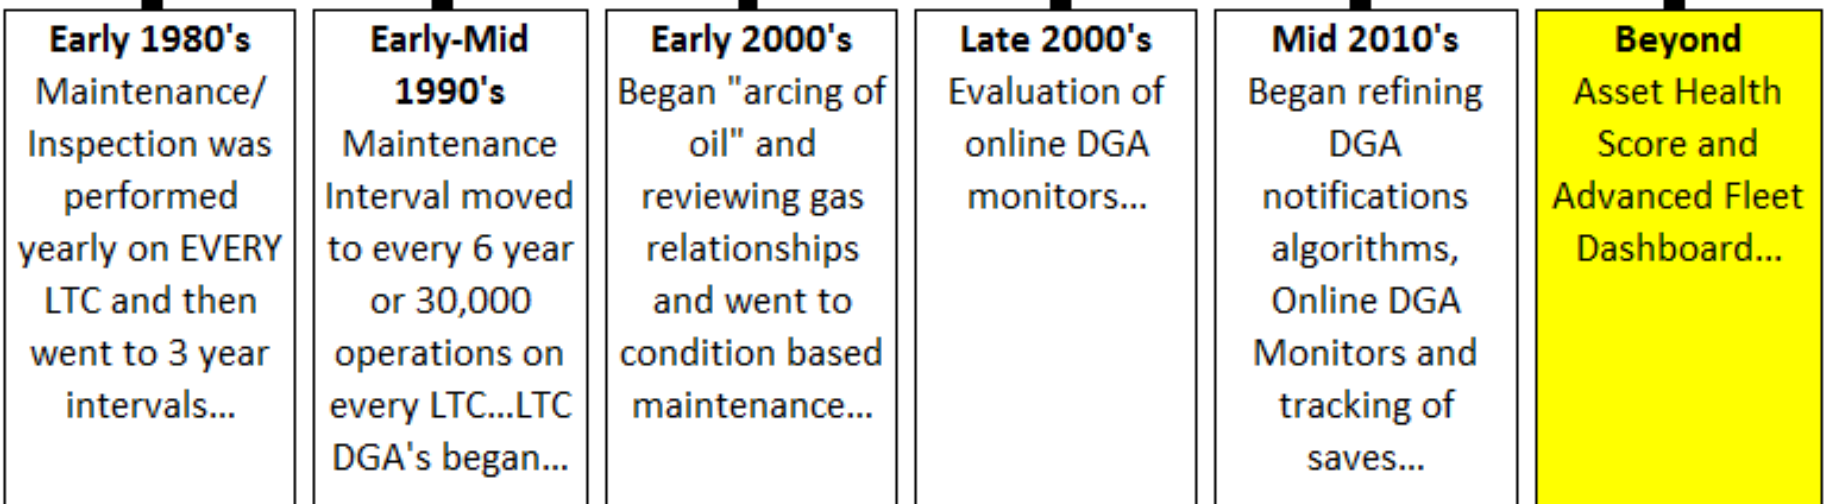 Early 1980's
Maintenance/
Inspection was
performed
yearly on EVERY
LTC and then
went to 3 year
intervals...
Early-Mid
1990's
Maintenance
Interval moved
to every 6 year
or 30,000
operations on
every LTC...LTC
DGA's began...
Early 2000's
Began "arcing of
oil" and
reviewing gas
relationships
and went to
condition based
maintenance...
Late 2000's
Evaluation of
online DGA
monitors...
Mid 2010's
Began refining
DGA
notifications
algorithms,
Online DGA
Monitors and
tracking of
saves...
Beyond
Asset Health
Score and
Advanced Fleet
Dashboard...